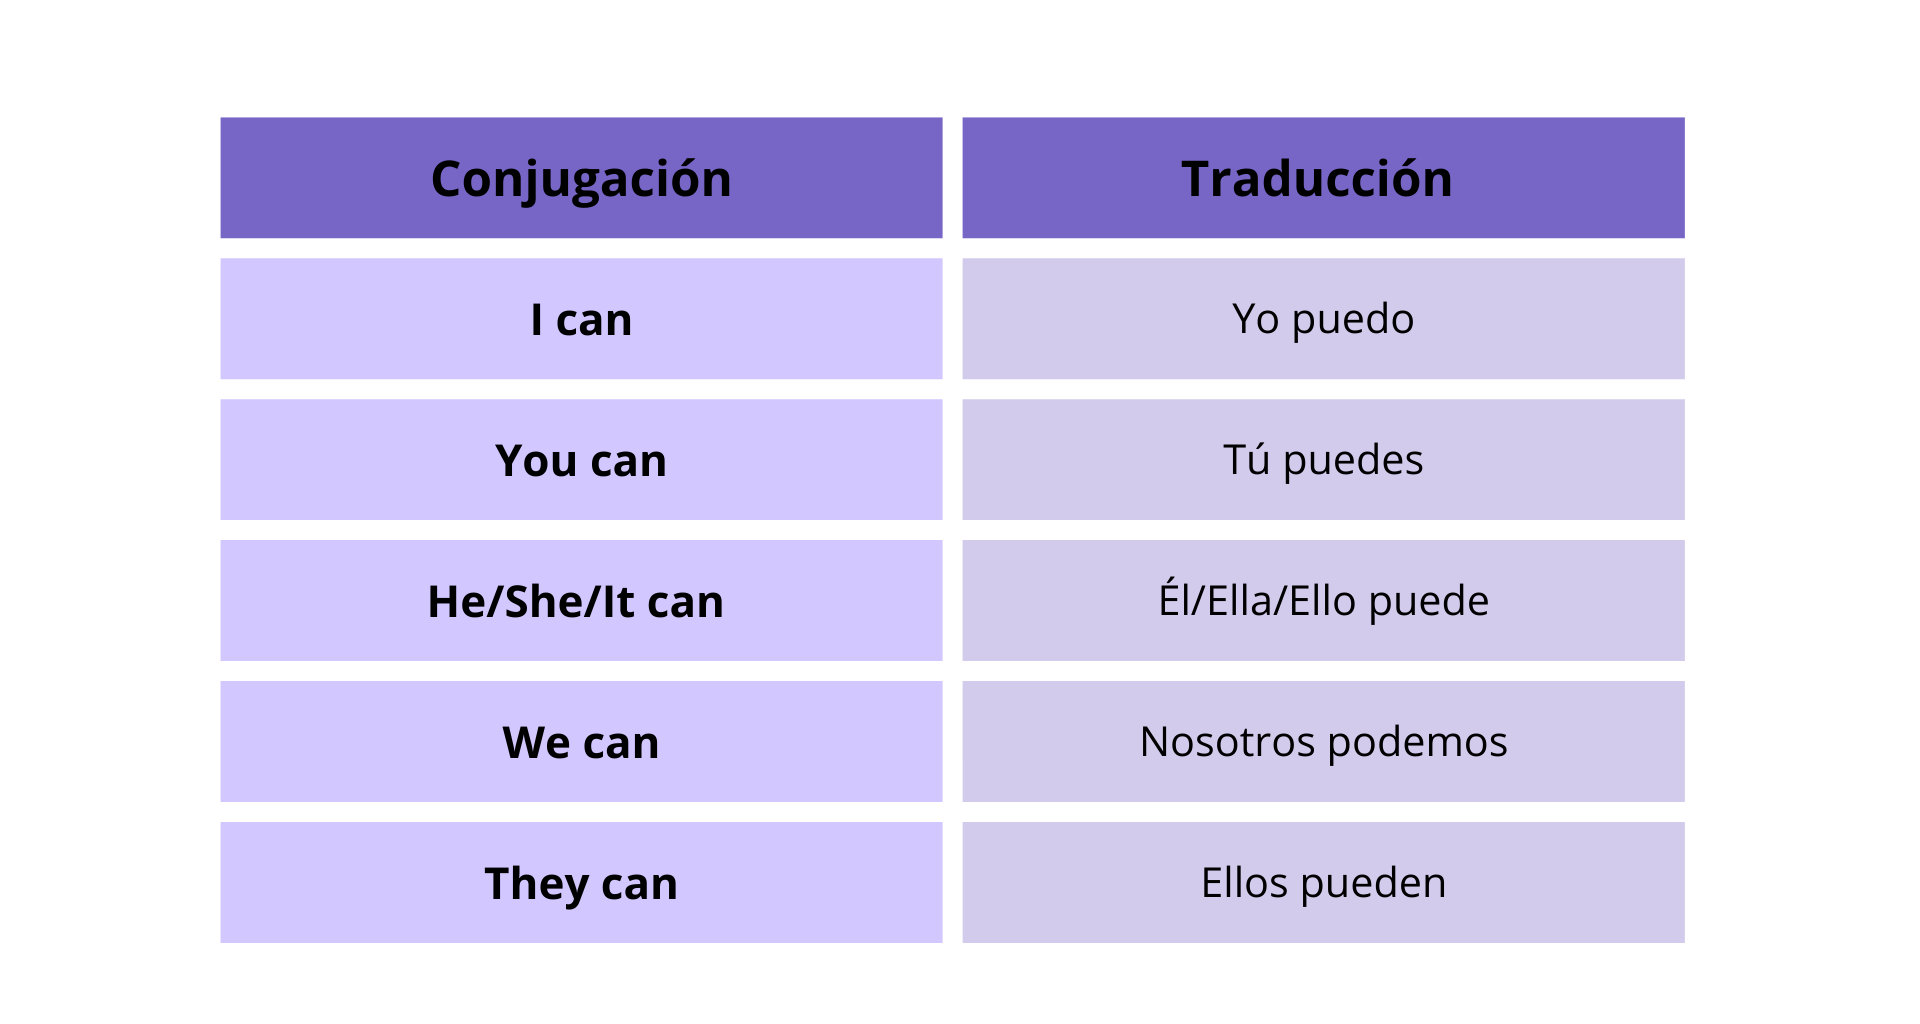 Conjugación Traducción
I can Yo puedo
You can Tú puedes
He/She/It can Él/Ella/Ello puede
We can Nosotros podemos
They can Ellos pueden